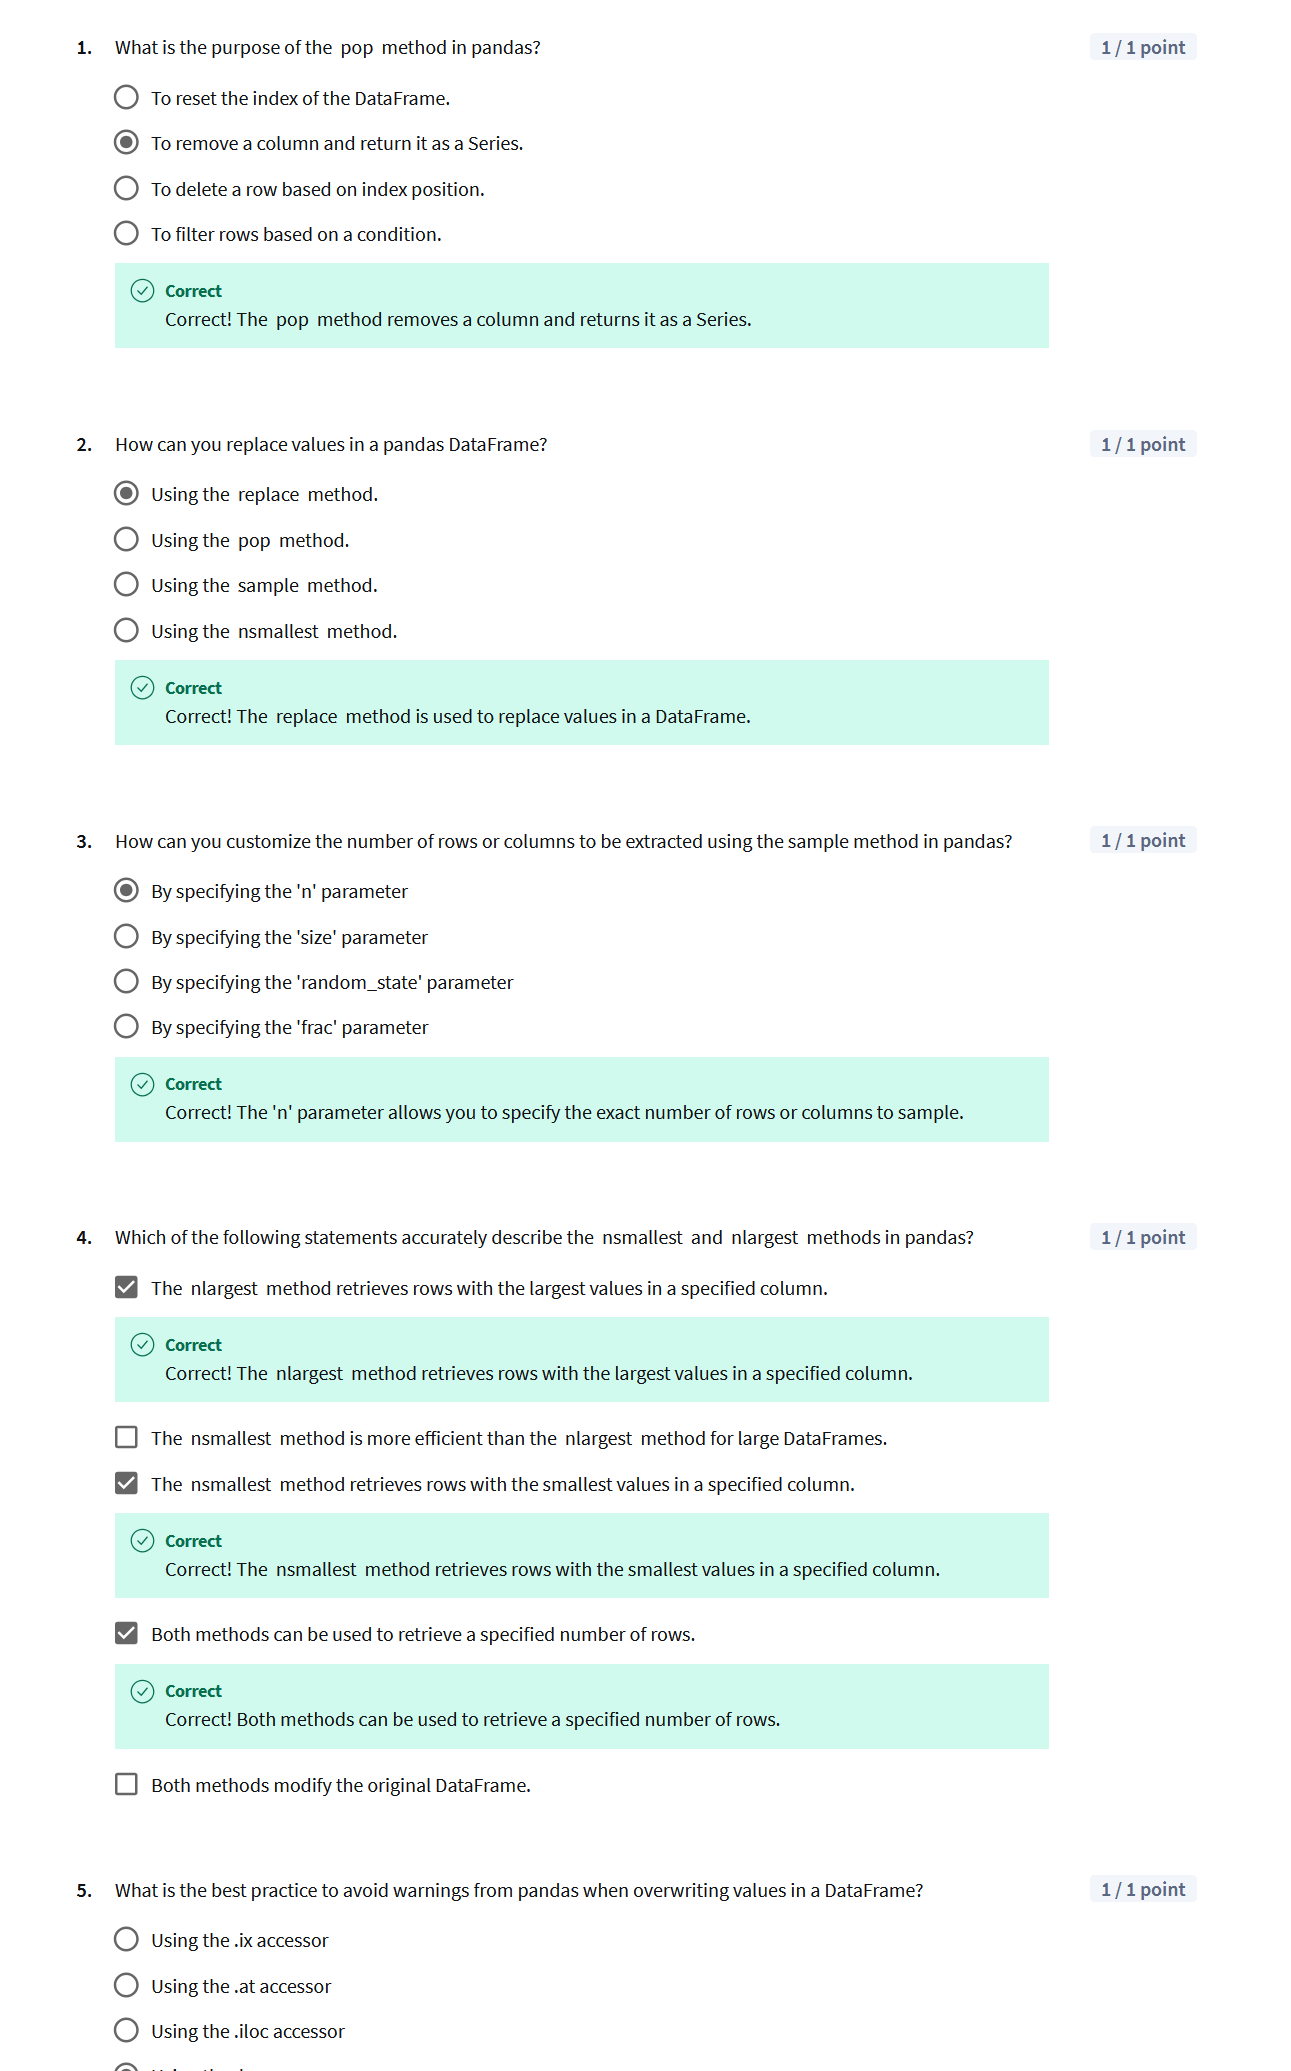 1. What is the purpose of the pop method in pandas? 1 / 1 point
To reset the index of the DataFrame.
To remove a column and return it as a Series.
To delete a row based on index position.
To filter rows based on a condition.
Correct
Correct! The pop method removes a column and returns it as a Series.
2. How can you replace values in a pandas DataFrame? 1 / 1 point
Using the replace method.
Using the pop method.
Using the sample method.
Using the nsmallest method.
Correct
Correct! The replace method is used to replace values in a DataFrame.
3. How can you customize the number of rows or columns to be extracted using the sample method in pandas? 1 / 1 point
By specifying the 'n' parameter
By specifying the 'size' parameter
By specifying the 'random_state' parameter
By specifying the 'frac' parameter
Correct
Correct! The 'n' parameter allows you to specify the exact number of rows or columns to sample.
4. Which of the following statements accurately describe the nsmallest and nlargest methods in pandas? 1 / 1 point
The nlargest method retrieves rows with the largest values in a specified column.
Correct
Correct! The nlargest method retrieves rows with the largest values in a specified column.
The nsmallest method is more efficient than the nlargest method for large DataFrames.
The nsmallest method retrieves rows with the smallest values in a specified column.
Correct
Correct! The nsmallest method retrieves rows with the smallest values in a specified column.
Both methods can be used to retrieve a specified number of rows.
Correct
Correct! Both methods can be used to retrieve a specified number of rows.
Both methods modify the original DataFrame.
5. What is the best practice to avoid warnings from pandas when overwriting values in a DataFrame? 1 / 1 point
Using the .ix accessor
Using the .at accessor
Using the .iloc accessor